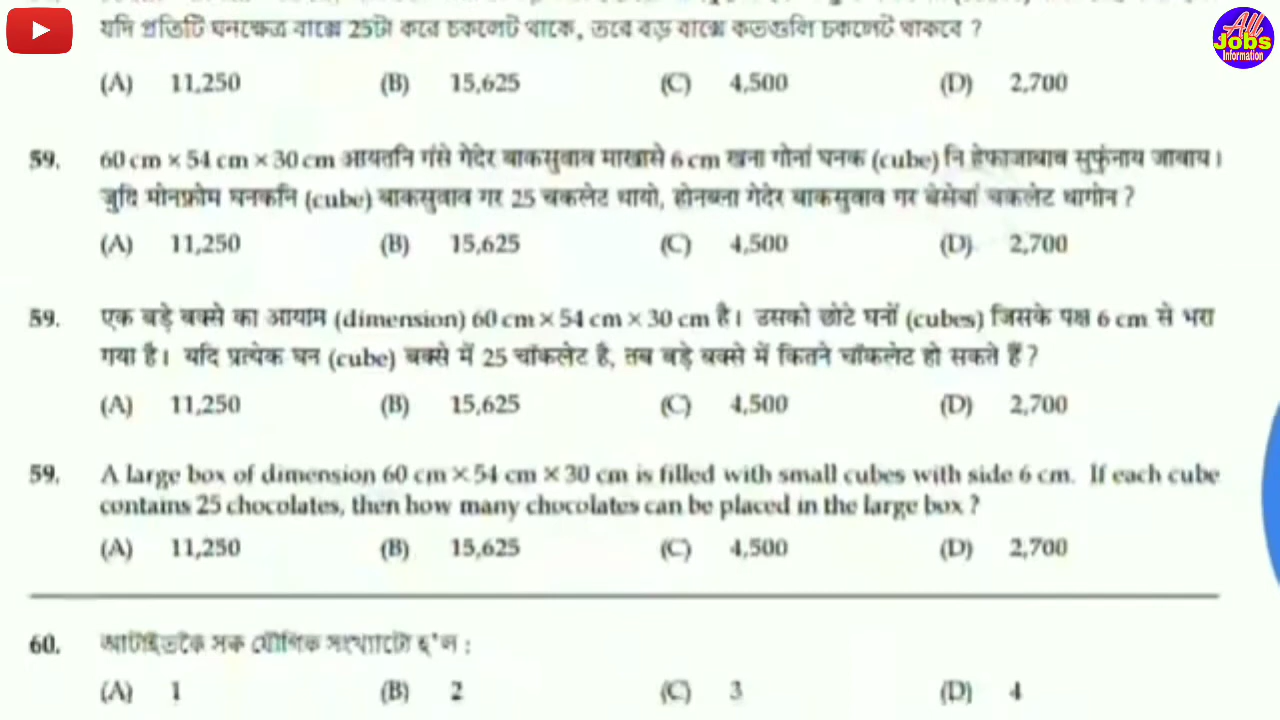 যদি প্রতিটি ঘনক্ষেত্র বাক্সে 25টা করে চকলেট থাকে, তবে বড় বাক্সে কতগুলি চকলেট থাকবে ?
All Jobs Information
(A) 11,250 (B) 15,625 (C) 4,500 (D) 2,700
59. 60 cm × 54 cm × 30 cm आयतनि गंसे गेदेर बाकसुवाव माखासे 6 cm खना गोनां घनक (cube) नि हेफाजाबाव सुफुंनाय जाबाय।
जुदि मोनफ्रोम घनकनि (cube) बाकसुवाव गर 25 चकलेट थायो, होनब्ला गेदेर बाकसुवाव गर बेसेबां चकलेट थागोन ?
(A) 11,250 (B) 15,625 (C) 4,500 (D) 2,700
59. एक बड़े बक्से का आयाम (dimension) 60 cm × 54 cm × 30 cm है। उसको छोटे घनों (cubes) जिसके पक्ष 6 cm से भरा
गया है। यदि प्रत्येक घन (cube) बक्से में 25 चॉकलेट है, तब बड़े बक्से में कितने चॉकलेट हो सकते हैं ?
(A) 11,250 (B) 15,625 (C) 4,500 (D) 2,700
59. A large box of dimension 60 cm × 54 cm × 30 cm is filled with small cubes with side 6 cm. If each cube
contains 25 chocolates, then how many chocolates can be placed in the large box ?
(A) 11,250 (B) 15,625 (C) 4,500 (D) 2,700
60. আটাইতকৈ সৰু যৌগিক সংখ্যাটো হ'ল :
(A) 1 (B) 2 (C) 3 (D) 4